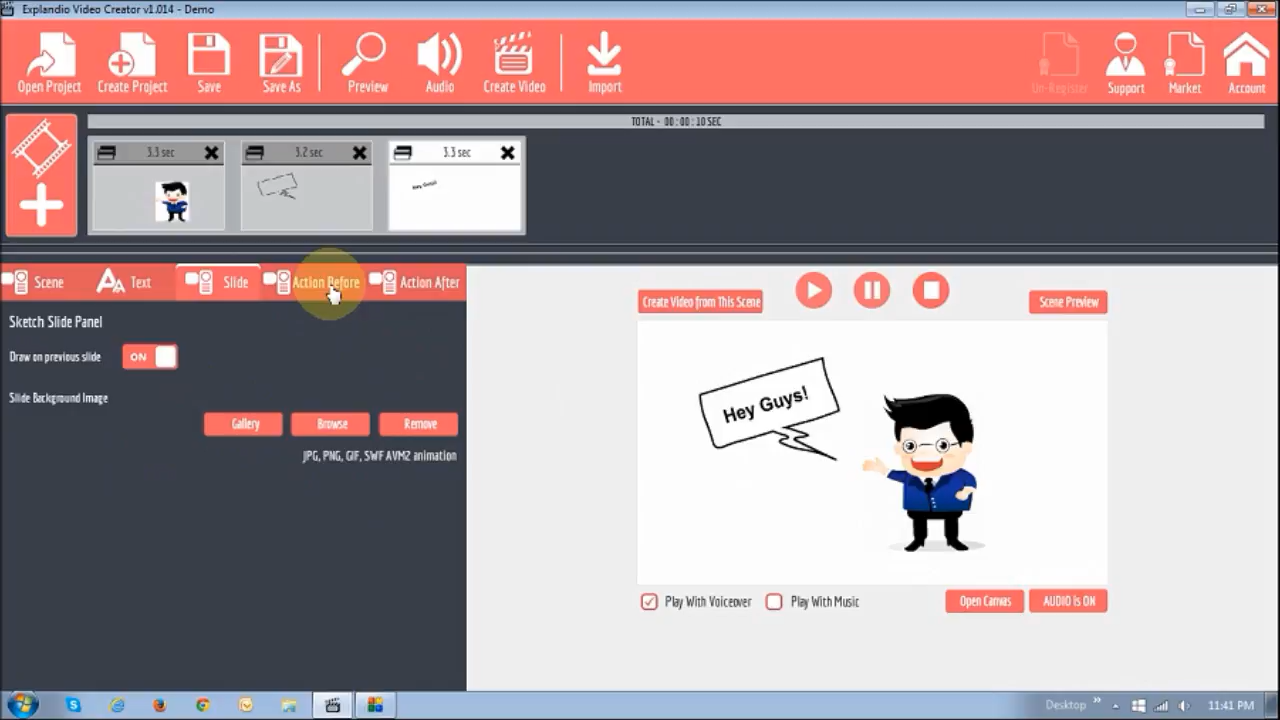 Explandio Video Creator v1.014 - Demo
Open Project
Create Project
Save
Save As
Preview
Audio
Create Video
Import
Un-Register
Support
Market
Account
TOTAL - 00 : 00 : 10 SEC
3.3 sec
3.2 sec
3.3 sec
Hey Guys!
Scene
Text
Slide
Action Before
Action After
Sketch Slide Panel
Draw on previous slide
ON
Slide Background Image
Gallery
Browse
Remove
JPG, PNG, GIF, SWF AVM2 animation
Create Video from This Scene
Scene Preview
Hey Guys!
Play With Voiceover
Play With Music
Open Canvas
AUDIO is ON
Desktop
11:41 PM